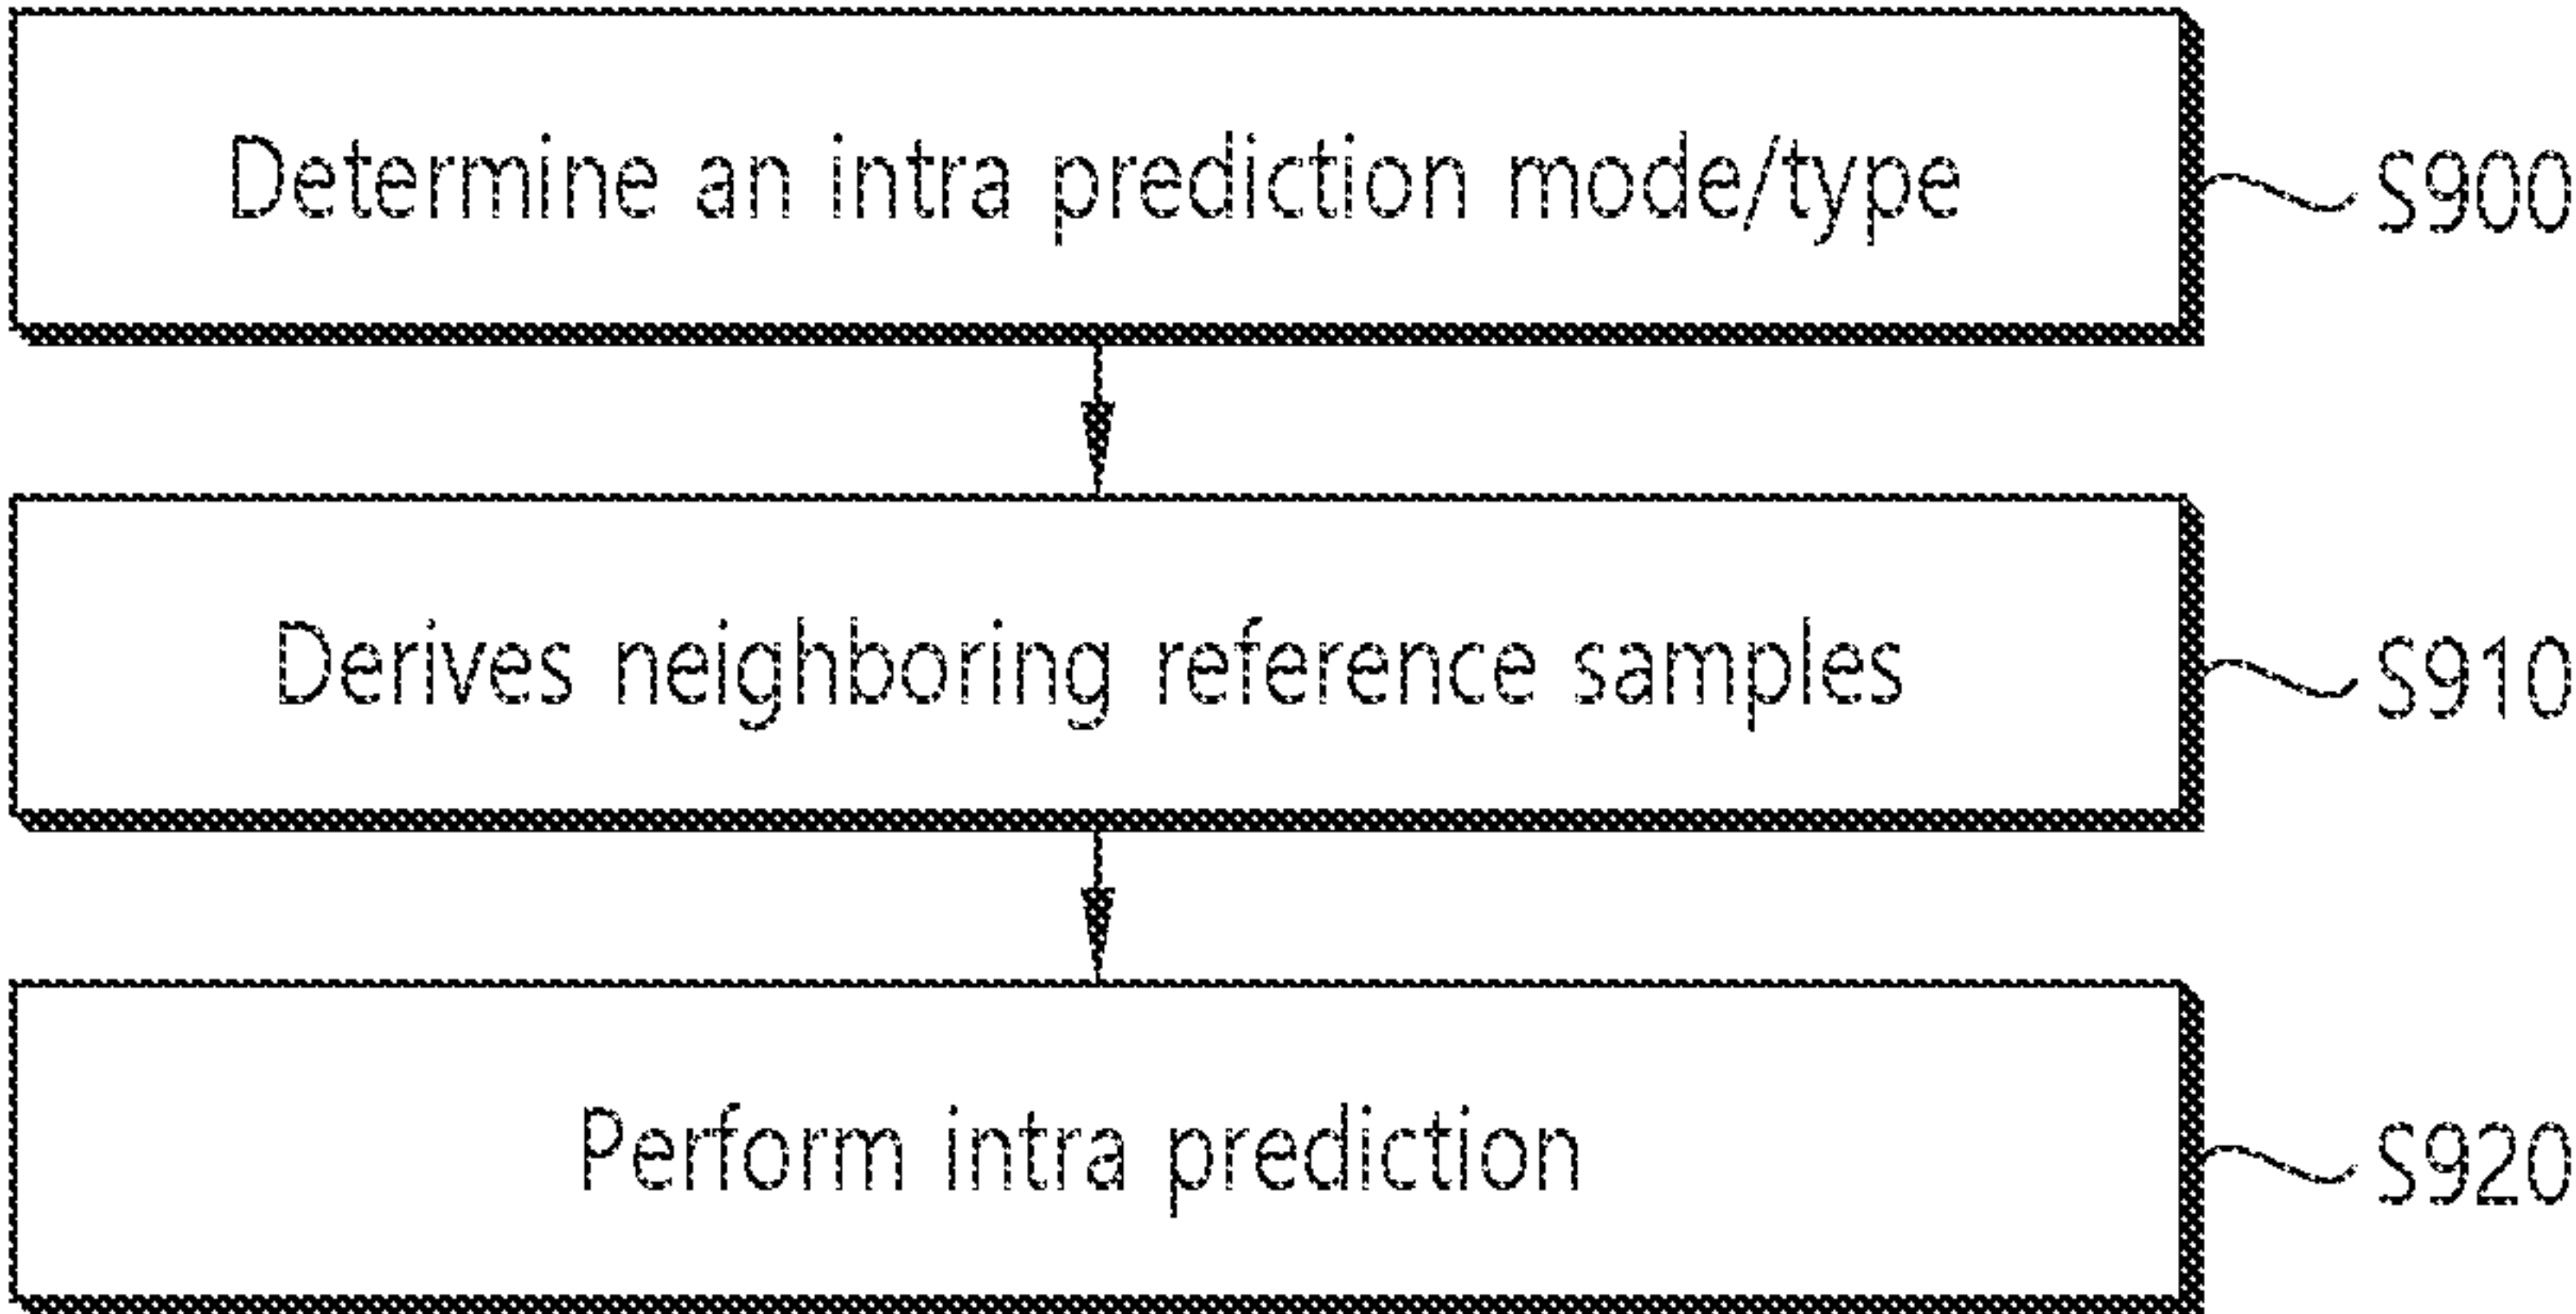 Determine an intra prediction mode/type
S900
Derives neighboring reference samples
S910
Perform intra prediction
S920